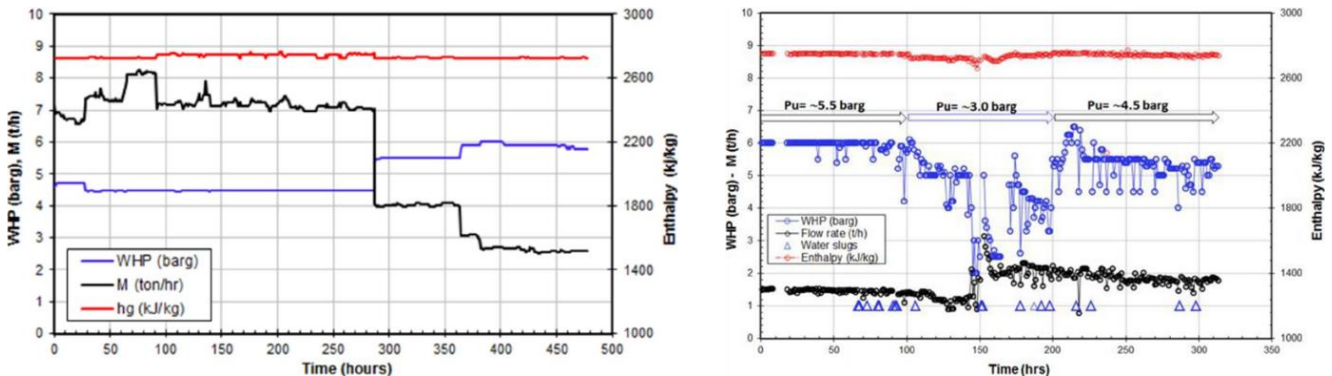 10
9
8
7
6
5
4
3
2
1
0
WHP (barg), M (t/h)
WHP (barg)
M (ton/hr)
hg (kJ/kg)
0 50 100 150 200 250 300 350 400 450 500
Time (hours)
3000
2600
2200
1800
1400
1000
Enthalpy (kJ/kg)
10
9
8
7
6
5
4
3
2
1
0
WHP (barg) - M (t/h)
Pu= ~5.5 barg
Pu= ~3.0 barg
Pu= ~4.5 barg
WHP (barg)
Flow rate (t/h)
Water slugs
Enthalpy (kJ/kg)
0 50 100 150 200 250 300 350
Time (hrs)
3000
2600
2200
1800
1400
1000
Enthalpy (kJ/kg)